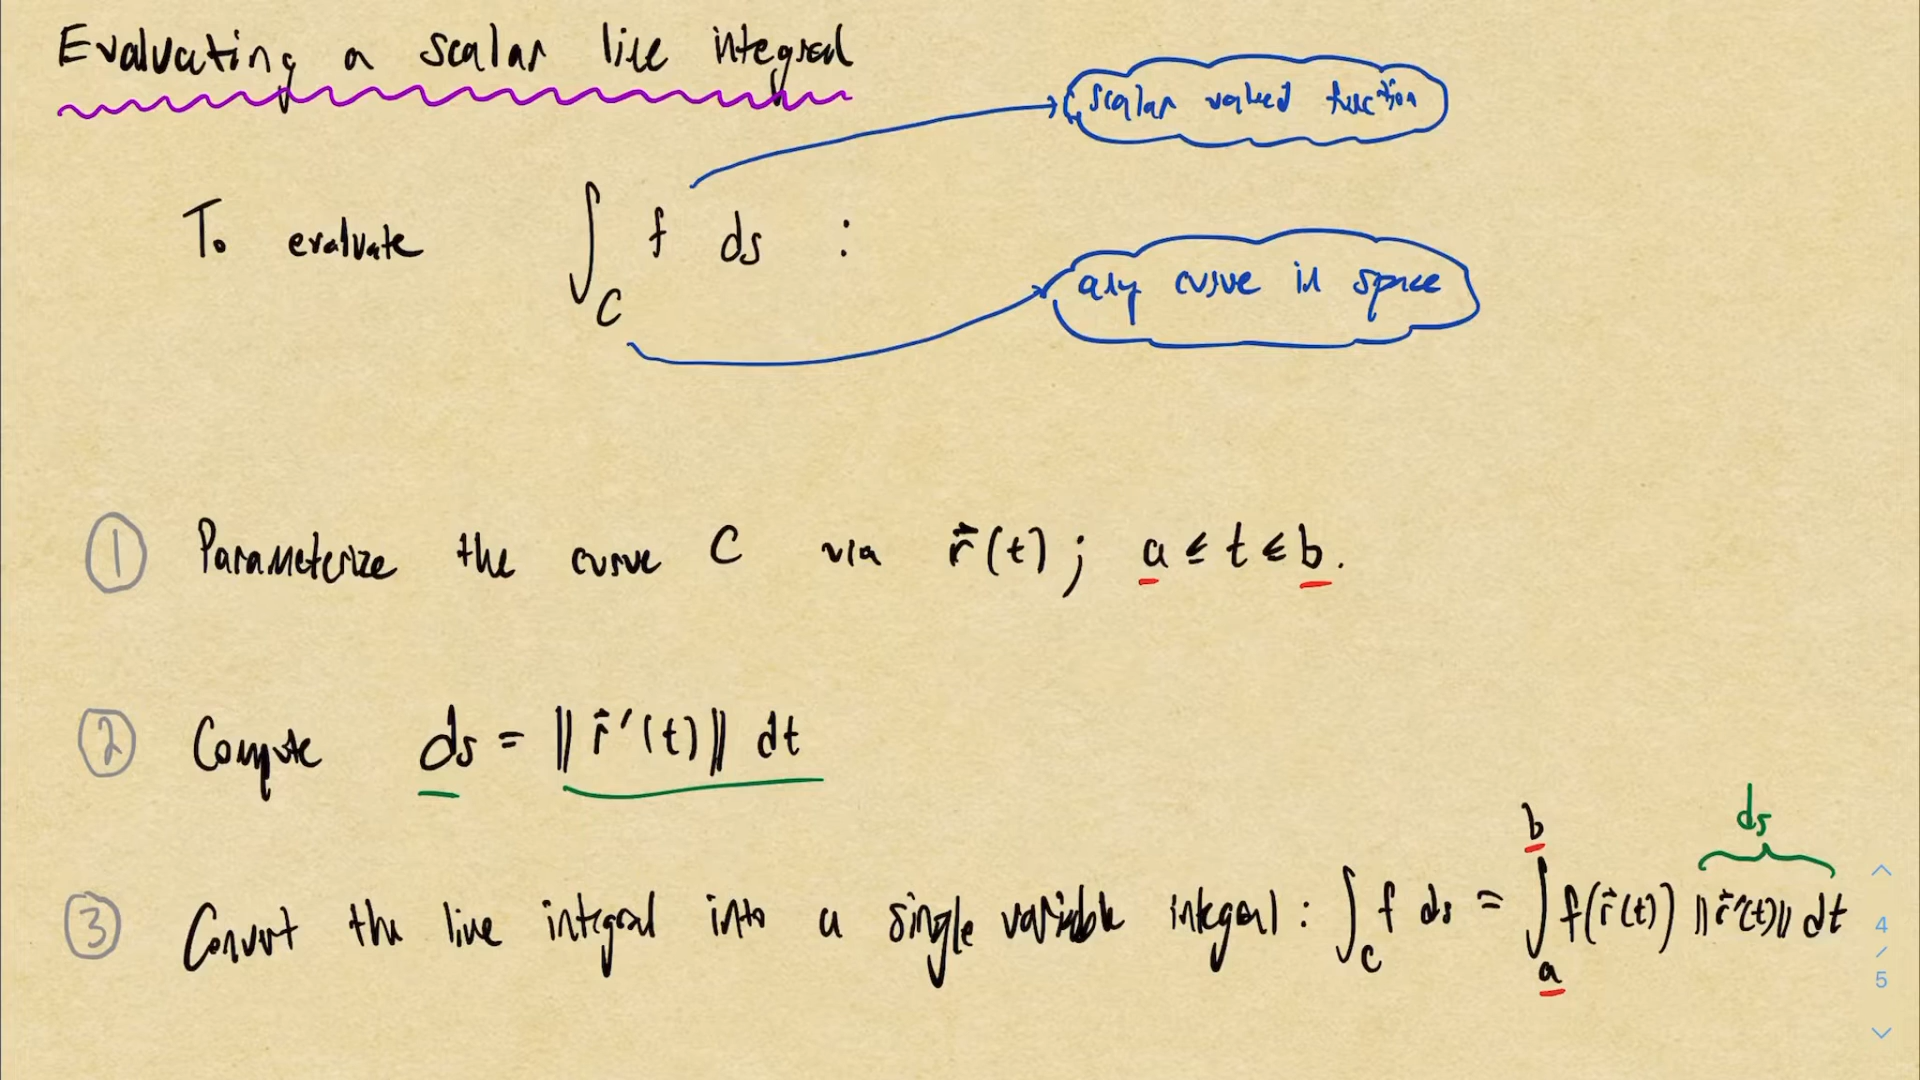 Evaluating a scalar line integral
scalar valued function
To evaluate ∫_C f ds :
any curve in space
① Parameterize the curve C via r⃗(t); a ≤ t ≤ b.
② Compute ds = ‖r⃗′(t)‖ dt
ds
③ Convert the line integral into a single variable integral: ∫_C f ds = ∫_a^b f(r⃗(t)) ‖r⃗′(t)‖ dt
4
/
5